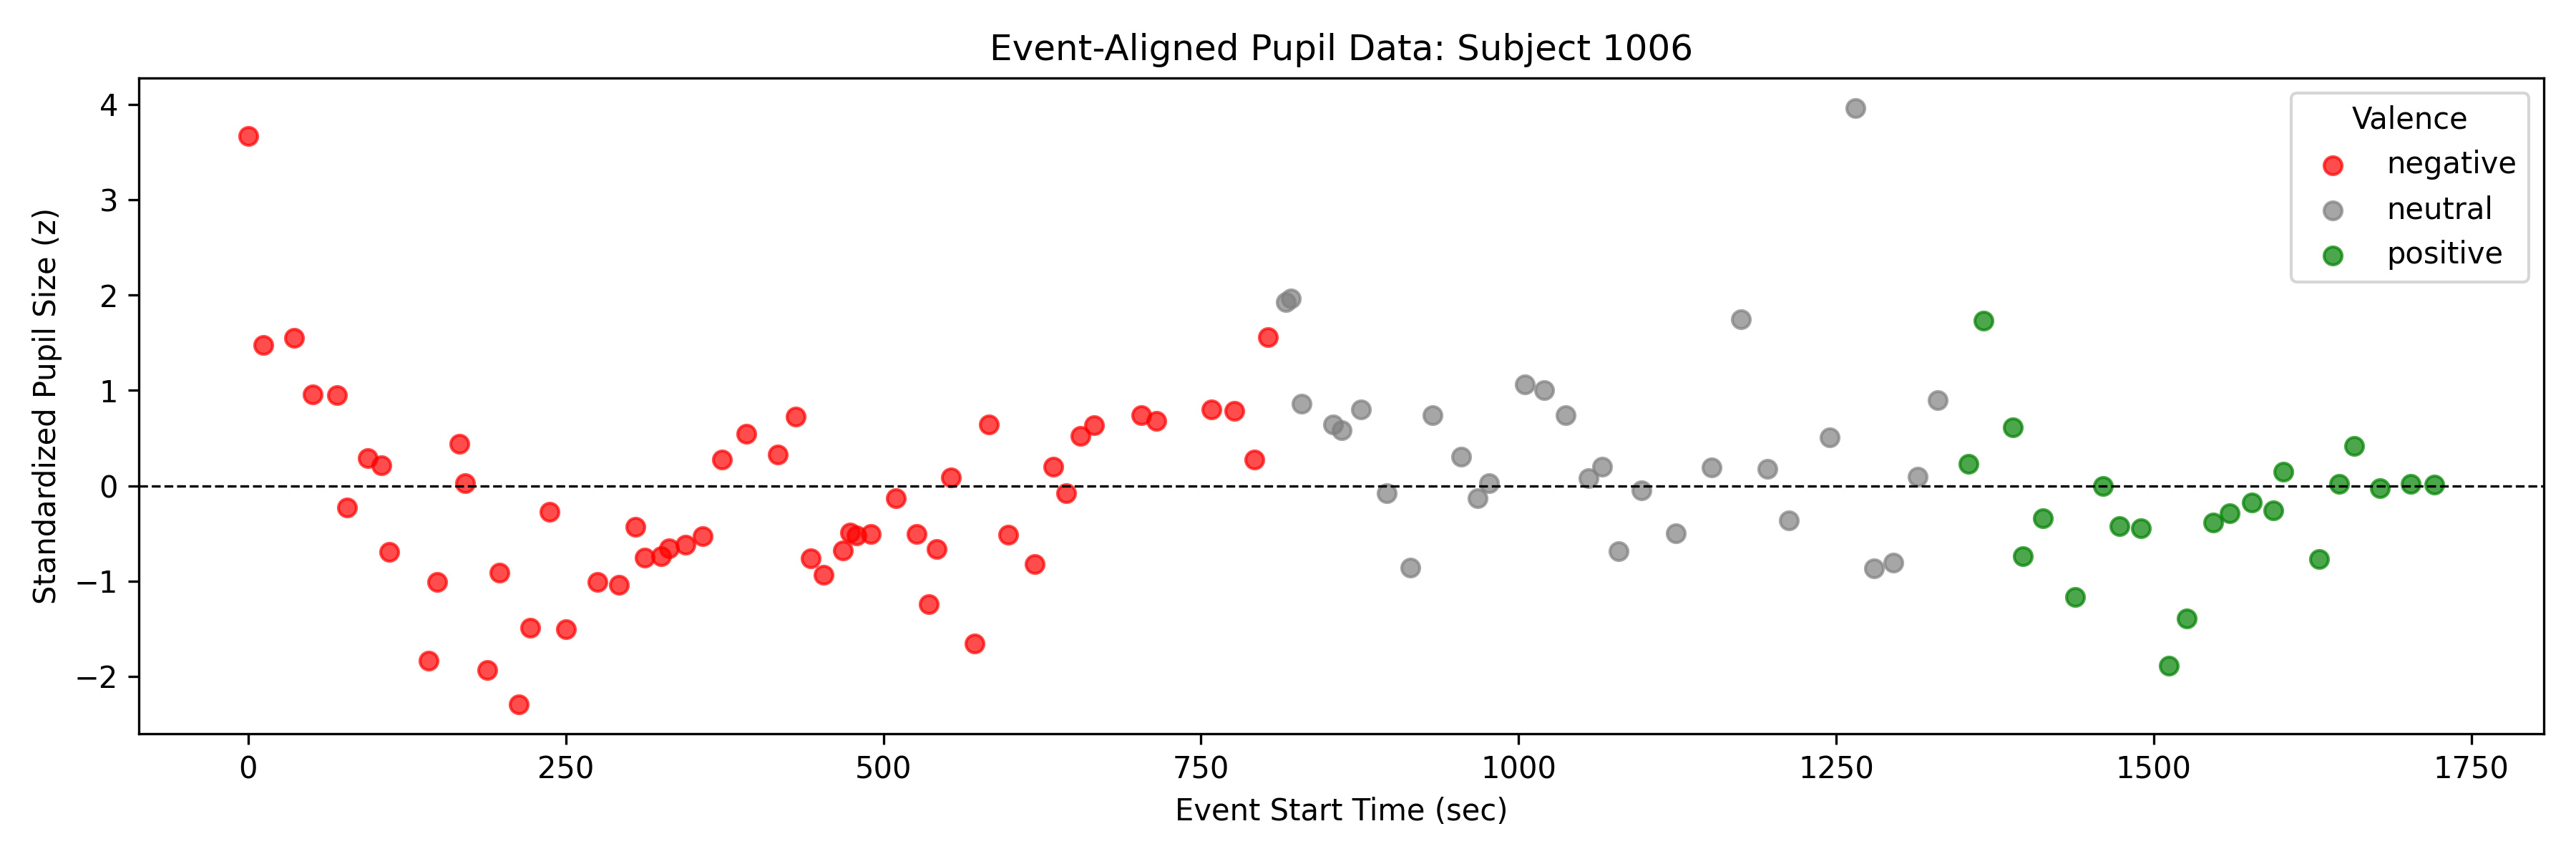 Event-Aligned Pupil Data: Subject 1006
Standardized Pupil Size (z)
4
3
2
1
0
−1
−2
Valence
negative
neutral
positive
0 250 500 750 1000 1250 1500 1750
Event Start Time (sec)